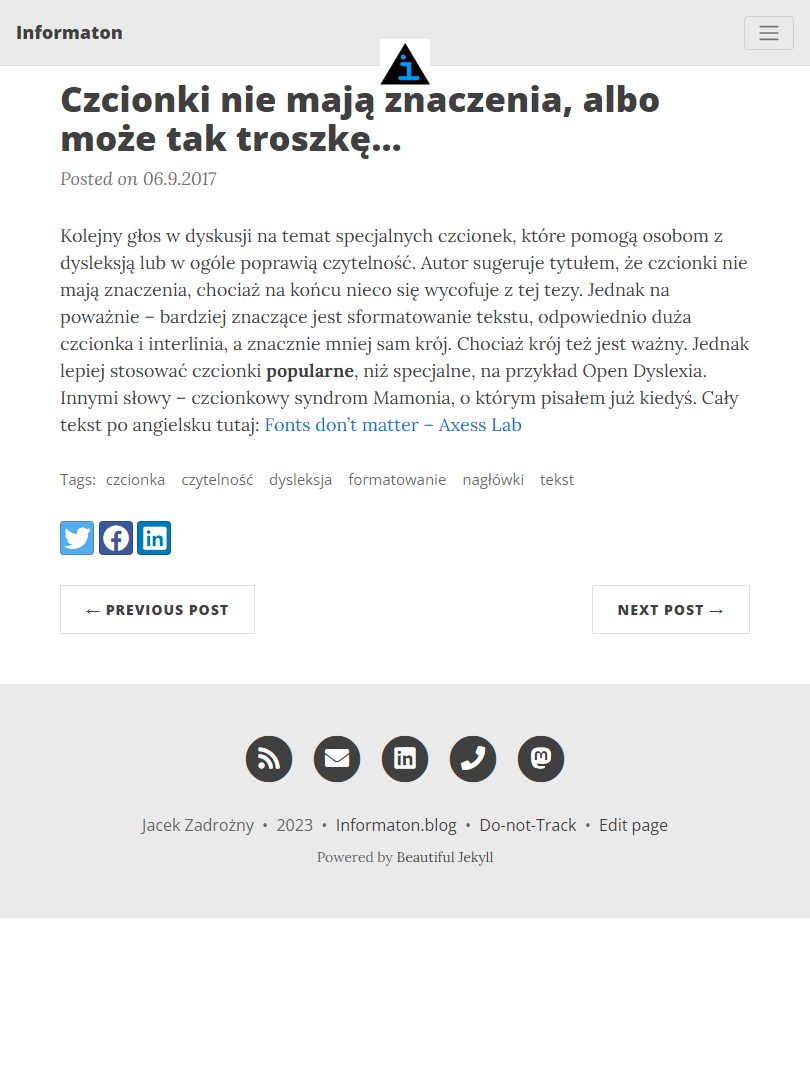 Informaton
Czcionki nie mają znaczenia, albo
może tak troszkę…
Posted on 06.9.2017
Kolejny głos w dyskusji na temat specjalnych czcionek, które pomogą osobom z
dysleksją lub w ogóle poprawią czytelność. Autor sugeruje tytułem, że czcionki nie
mają znaczenia, chociaż na końcu nieco się wycofuje z tej tezy. Jednak na
poważnie – bardziej znaczące jest sformatowanie tekstu, odpowiednio duża
czcionka i interlinia, a znacznie mniej sam krój. Chociaż krój też jest ważny. Jednak
lepiej stosować czcionki popularne, niż specjalne, na przykład Open Dyslexia.
Innymi słowy – czcionkowy syndrom Mamonia, o którym pisałem już kiedyś. Cały
tekst po angielsku tutaj: Fonts don’t matter – Axess Lab
Tags: czcionka czytelność dysleksja formatowanie nagłówki tekst
← PREVIOUS POST
NEXT POST →
Jacek Zadrożny • 2023 • Informaton.blog • Do-not-Track • Edit page
Powered by Beautiful Jekyll